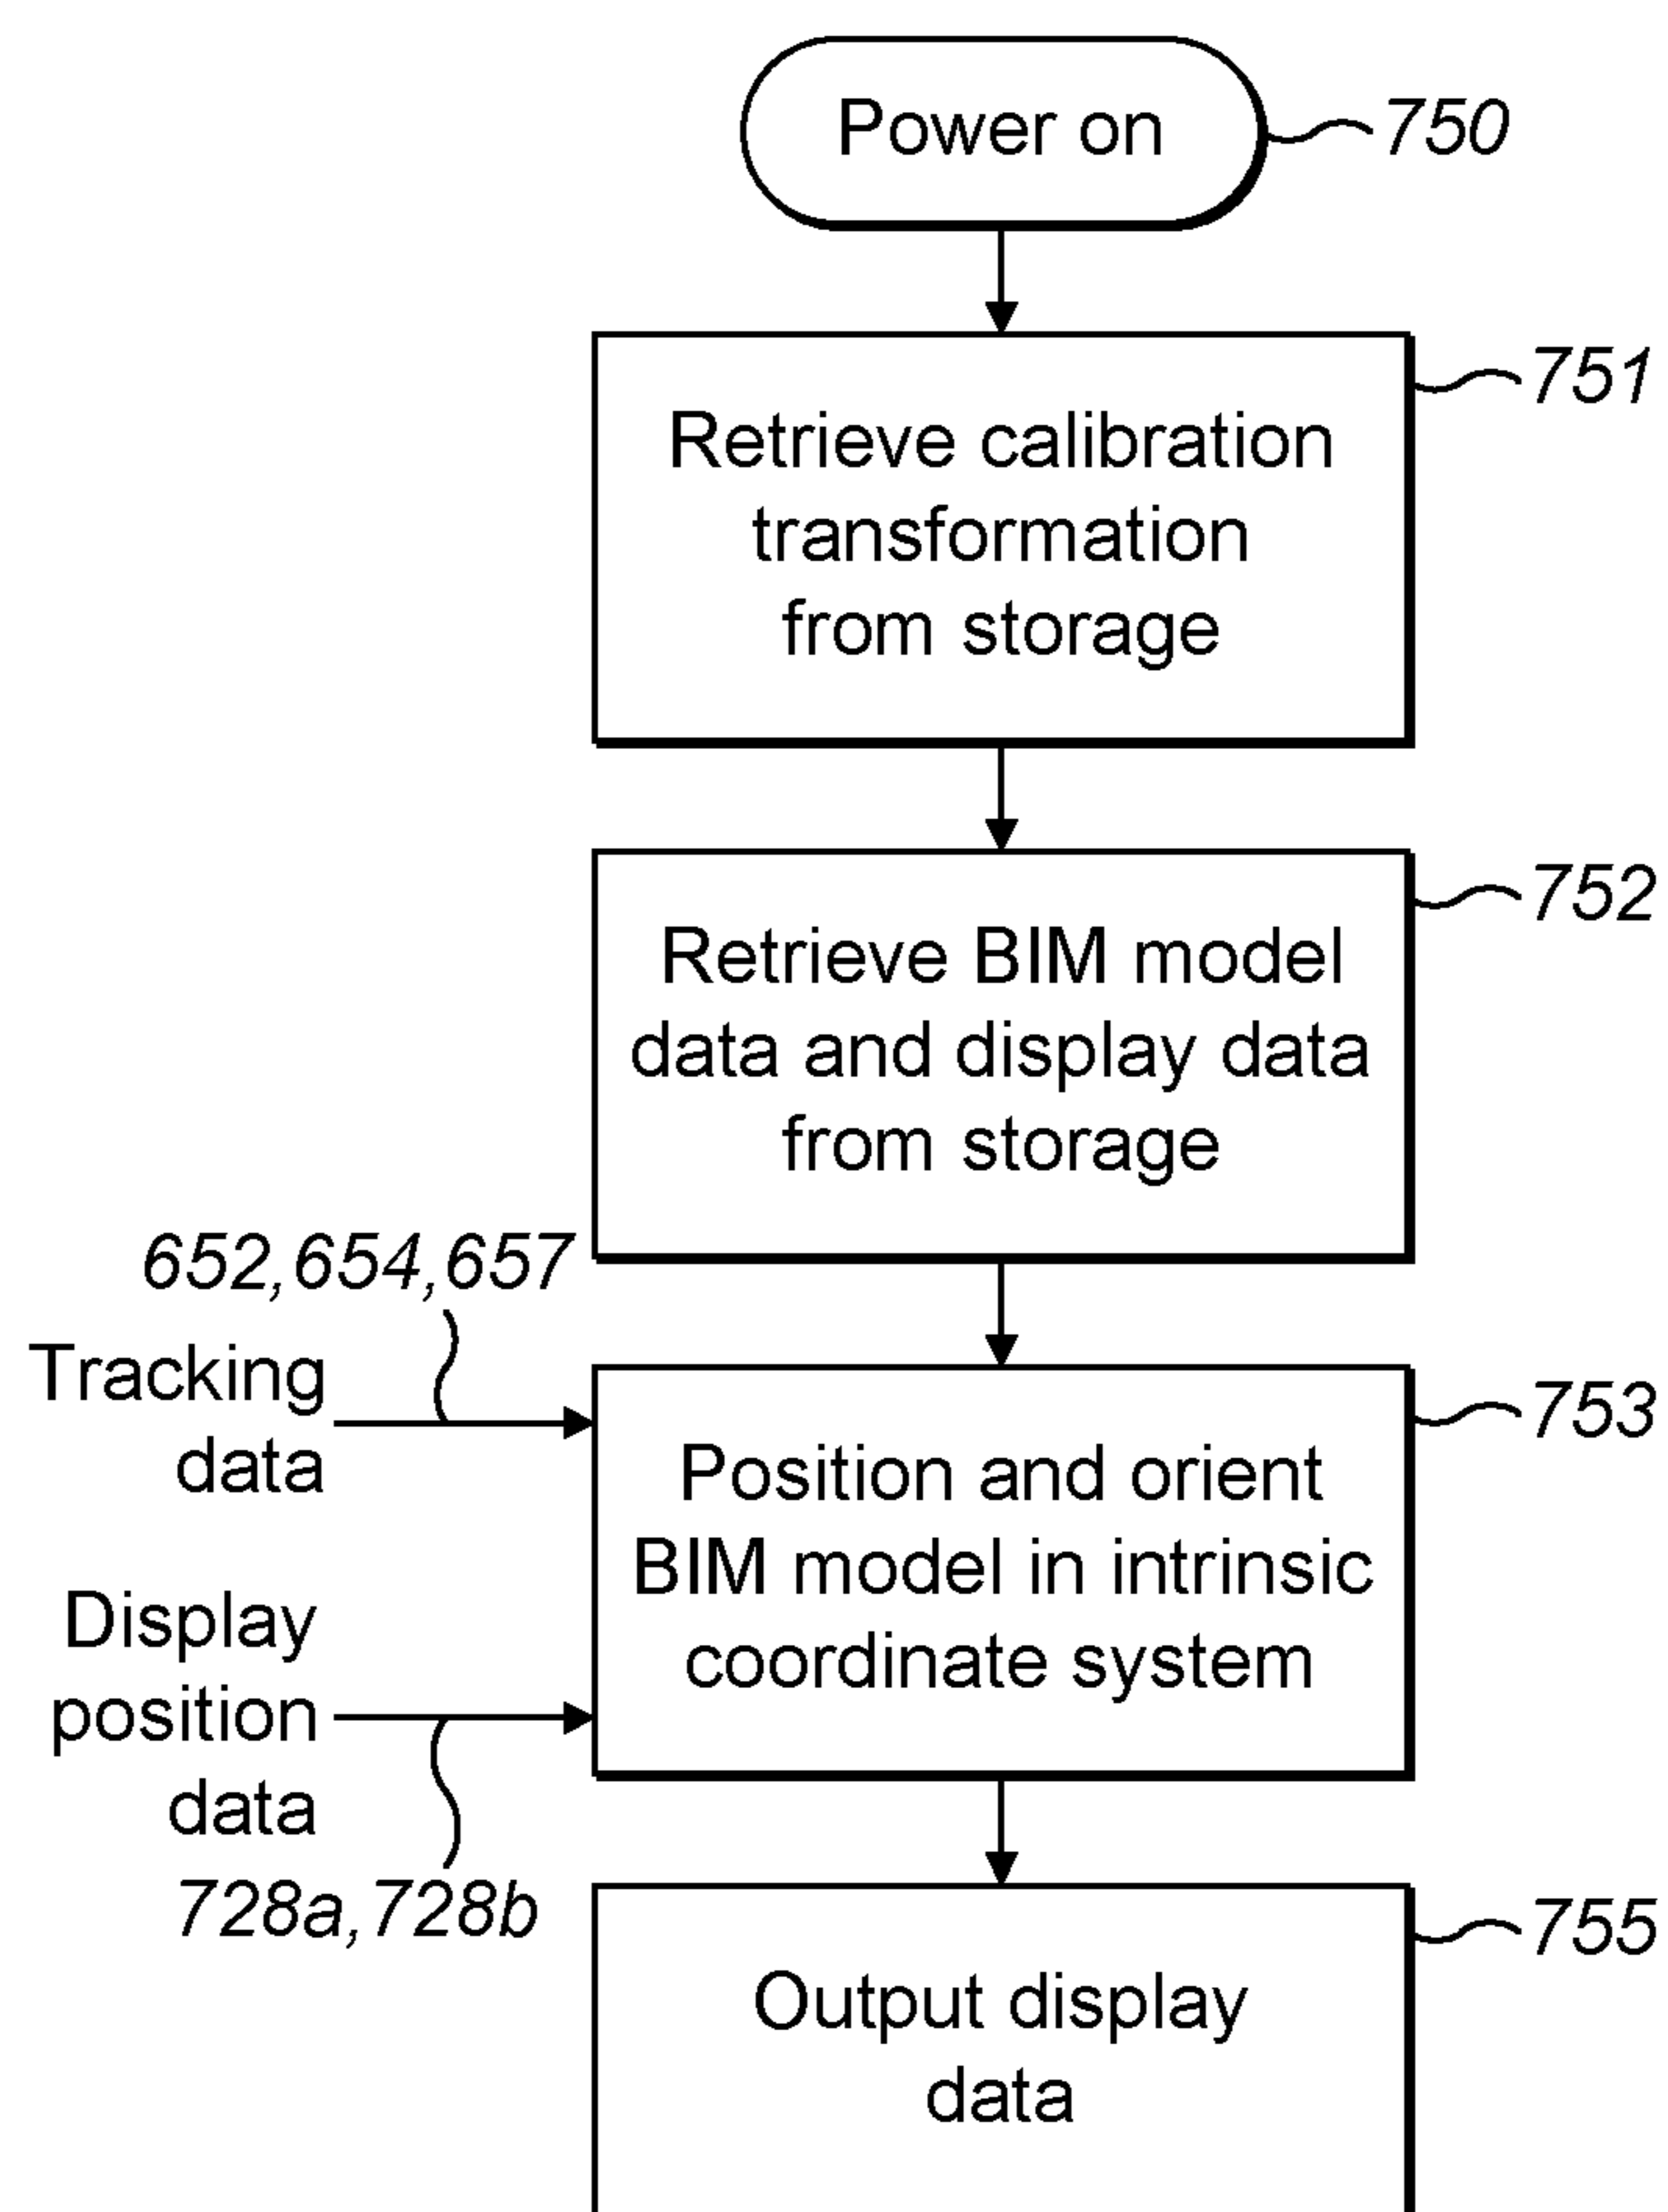 Power on
750
Retrieve calibration
transformation
from storage
751
Retrieve BIM model
data and display data
from storage
752
652,654,657
Tracking
data
Position and orient
BIM model in intrinsic
coordinate system
753
Display
position
data
728a,728b
Output display
data
755